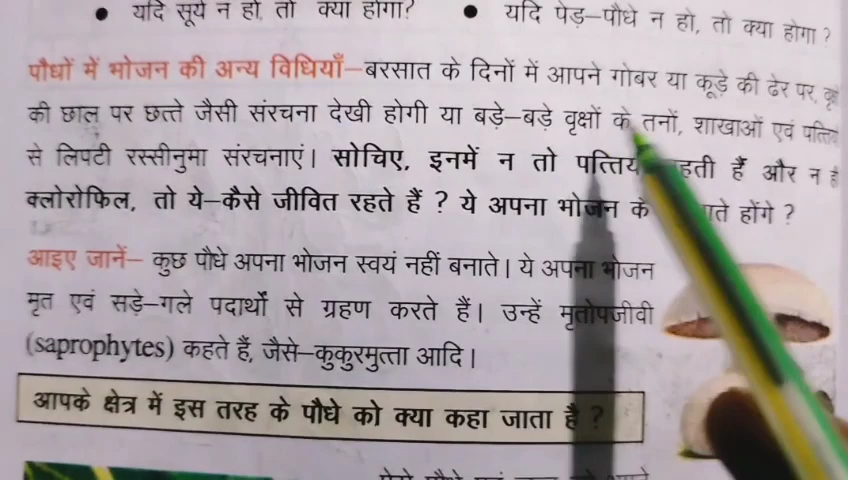 • यदि सूर्य न हो, तो क्या होगा? • यदि पेड़–पौधे न हो, तो क्या होगा ?
पौधों में भोजन की अन्य विधियाँ–बरसात के दिनों में आपने गोबर या कूड़े की ढेर पर,
की छाल पर छत्ते जैसी संरचना देखी होगी या बड़े–बड़े वृक्षों के तनों, शाखाओं एवं
से लिपटी रस्सीनुमा संरचनाएं। सोचिए, इनमें न तो हैं और न
क्लोरोफिल, तो ये–कैसे जीवित रहते हैं ? ये अपना भोजन होंगे ?
आइए जानें– कुछ पौधे अपना भोजन स्वयं नहीं बनाते। ये अपना भोजन
मृत एवं सड़े–गले पदार्थों से ग्रहण करते हैं। उन्हें मृतोपजीवी
(saprophytes) कहते हैं, जैसे–कुकुरमुत्ता आदि।
आपके क्षेत्र में इस तरह के पौधे को क्या कहा जाता है ?